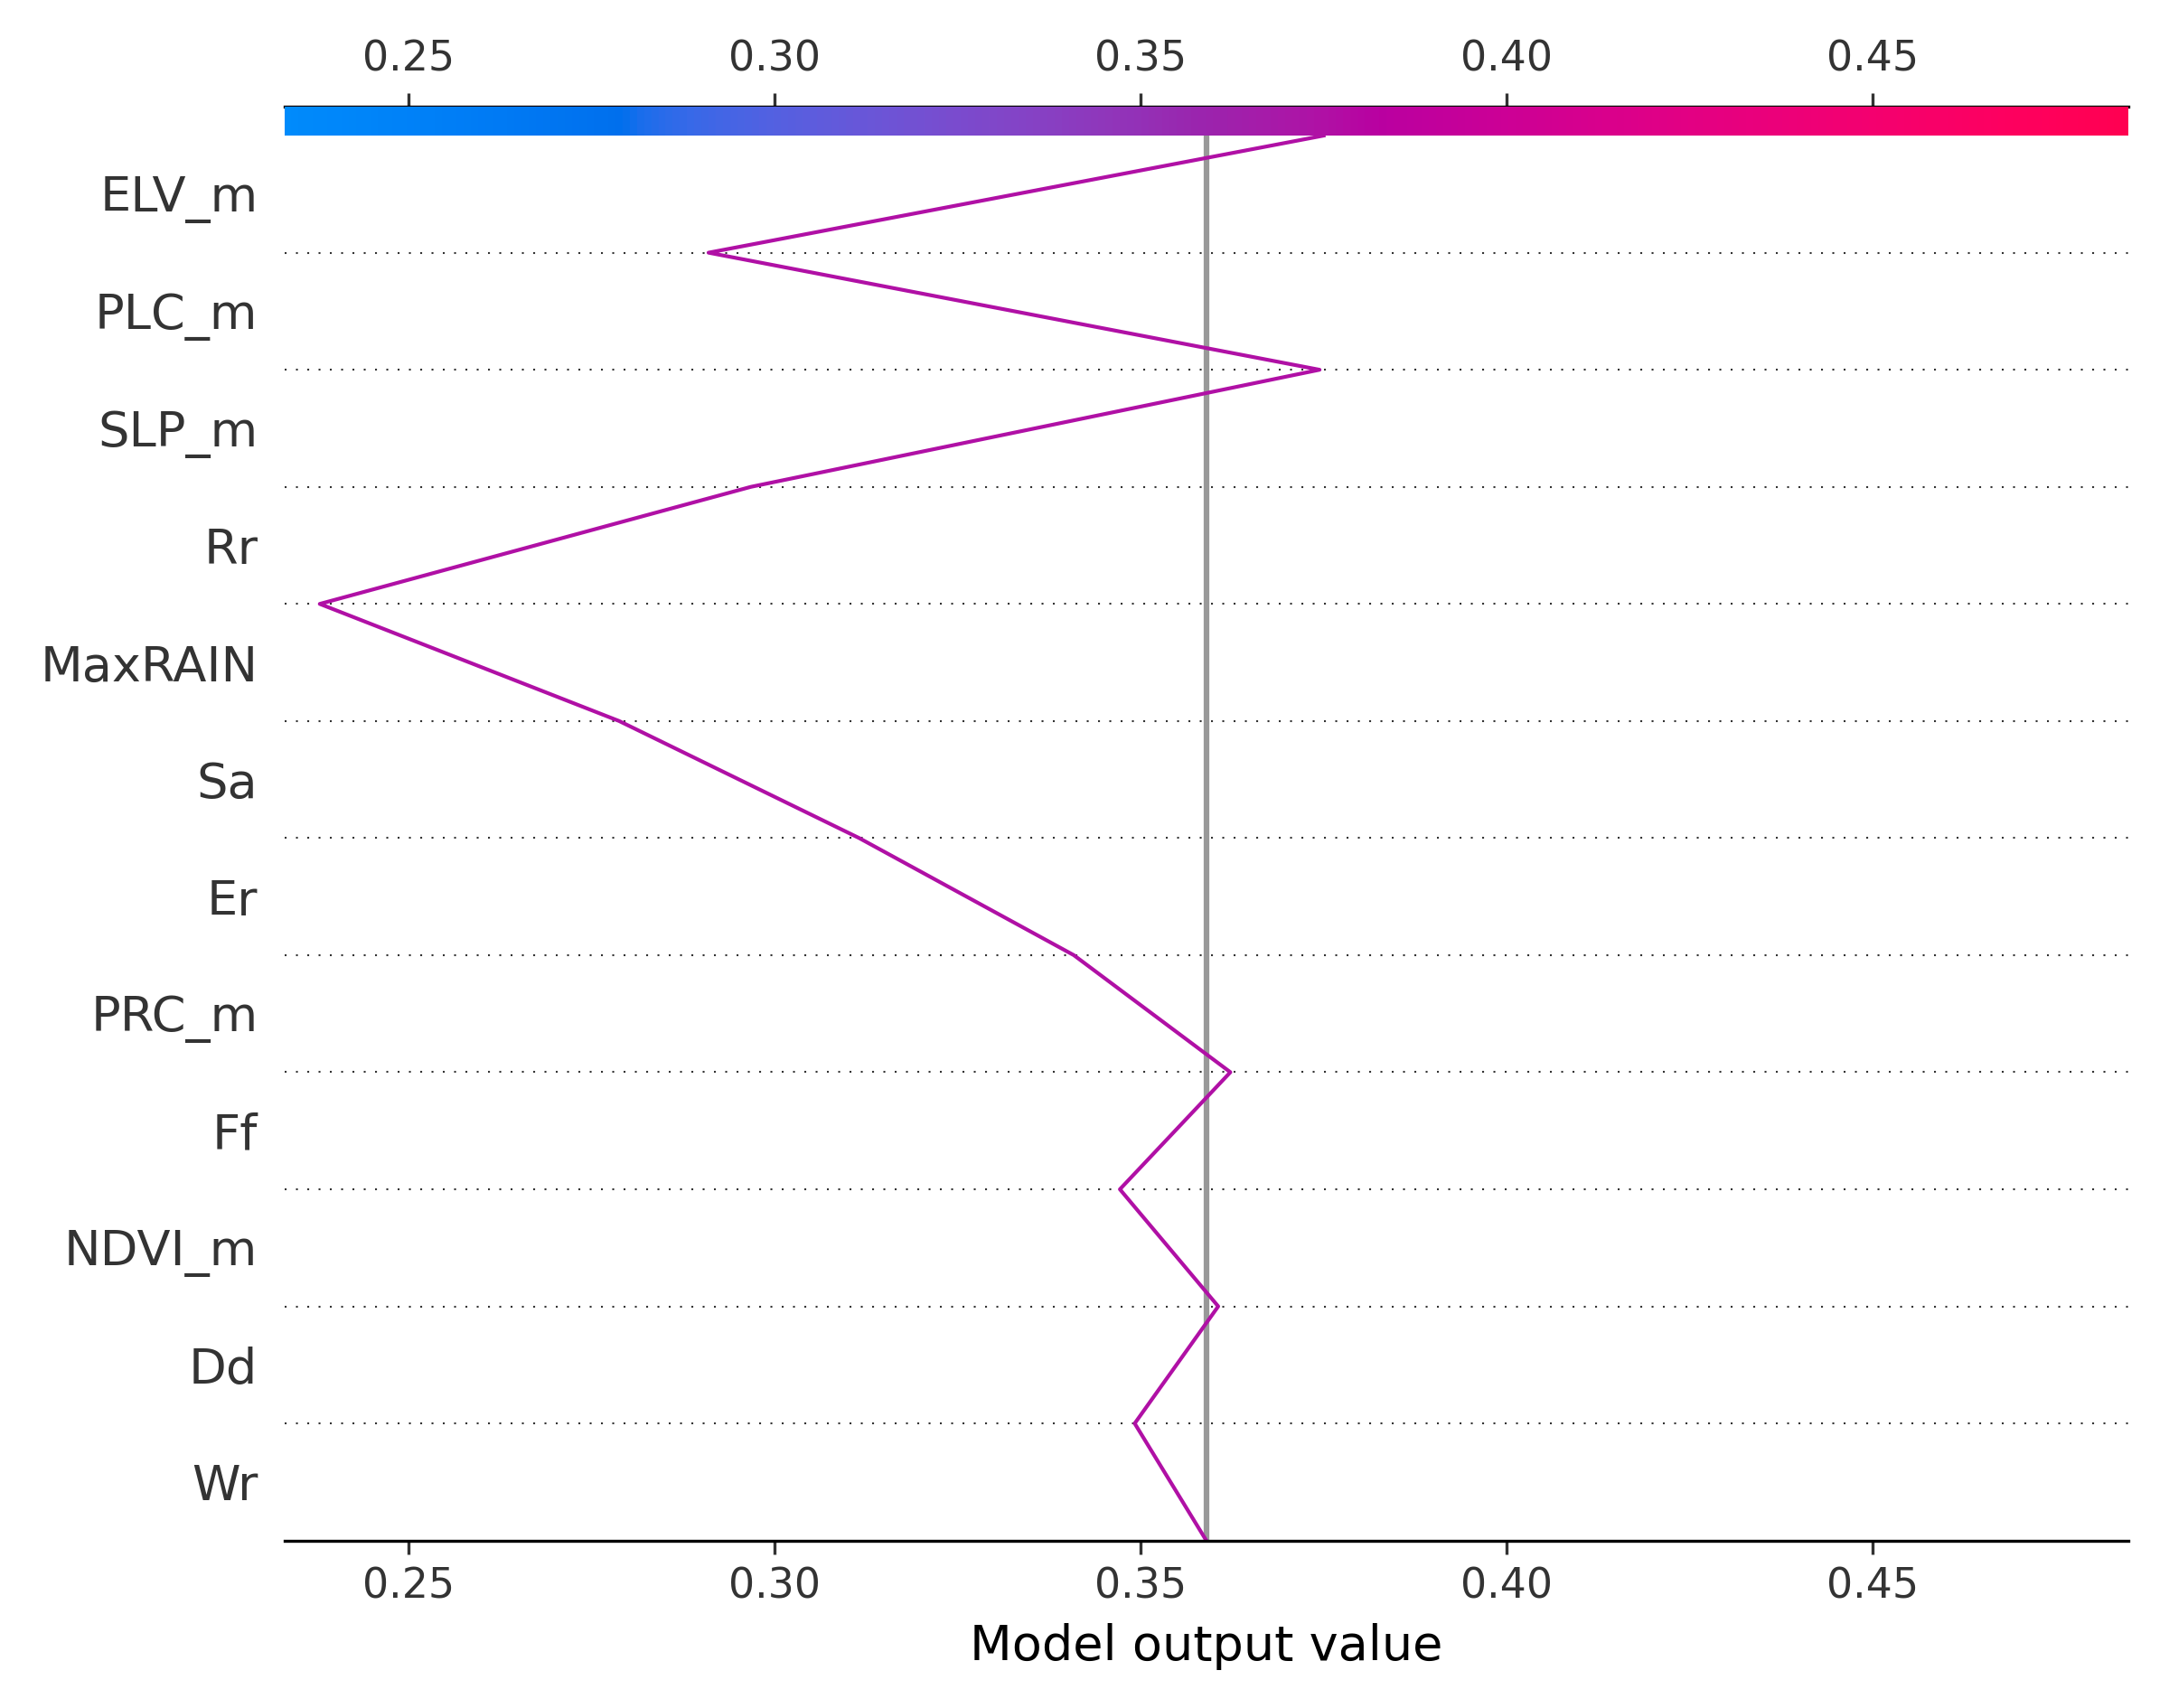 0.25 0.30 0.35 0.40 0.45
ELV_m
PLC_m
SLP_m
Rr
MaxRAIN
Sa
Er
PRC_m
Ff
NDVI_m
Dd
Wr
0.25 0.30 0.35 0.40 0.45
Model output value